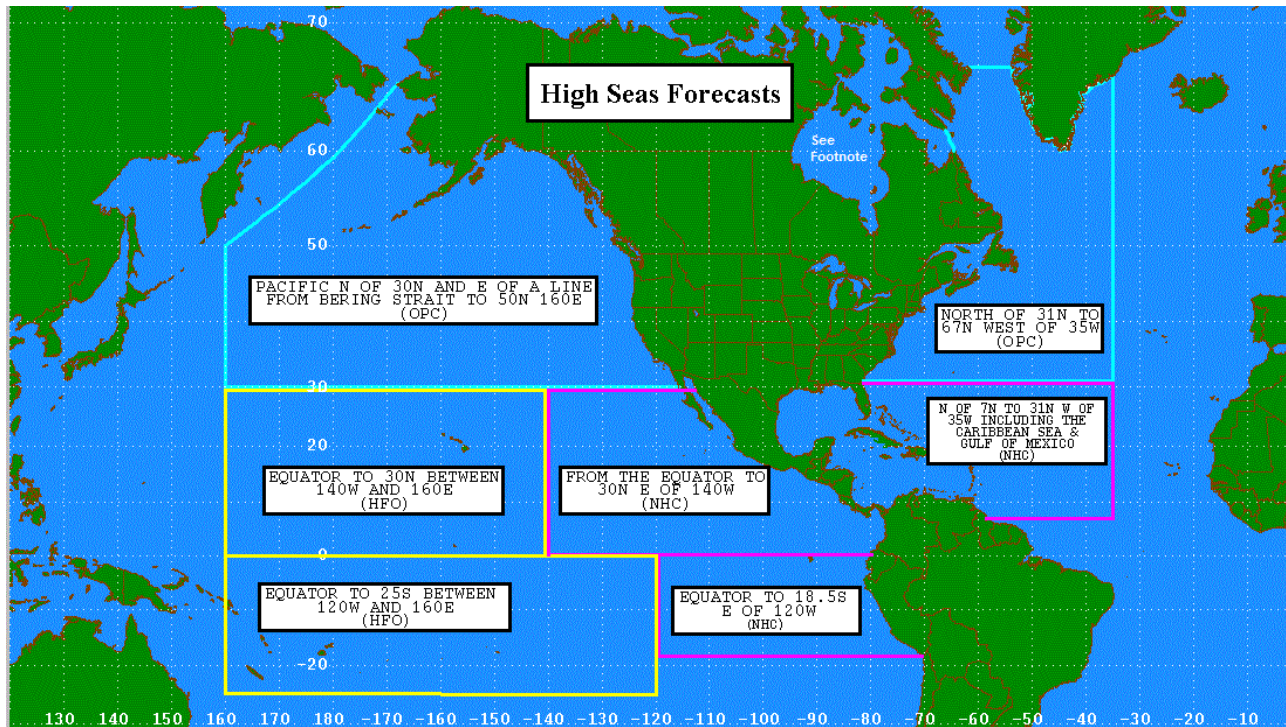 70
High Seas Forecasts
See
Footnote
60
50
PACIFIC N OF 30N AND E OF A LINE
FROM BERING STRAIT TO 50N 160E
(OPC)
NORTH OF 31N TO
67N WEST OF 35W
(OPC)
30
N OF 7N TO 31N W OF
35W INCLUDING THE
CARIBBEAN SEA &
GULF OF MEXICO
(NHC)
20
EQUATOR TO 30N BETWEEN
140W AND 160E
(HFO)
FROM THE EQUATOR TO
30N E OF 140W
(NHC)
0
EQUATOR TO 25S BETWEEN
120W AND 160E
(HFO)
EQUATOR TO 18.5S
E OF 120W
(NHC)
-20
130 140 150 160 170 180 -170 -160 -150 -140 -130 -120 -110 -100 -90 -80 -70 -60 -50 -40 -30 -20 -10 0